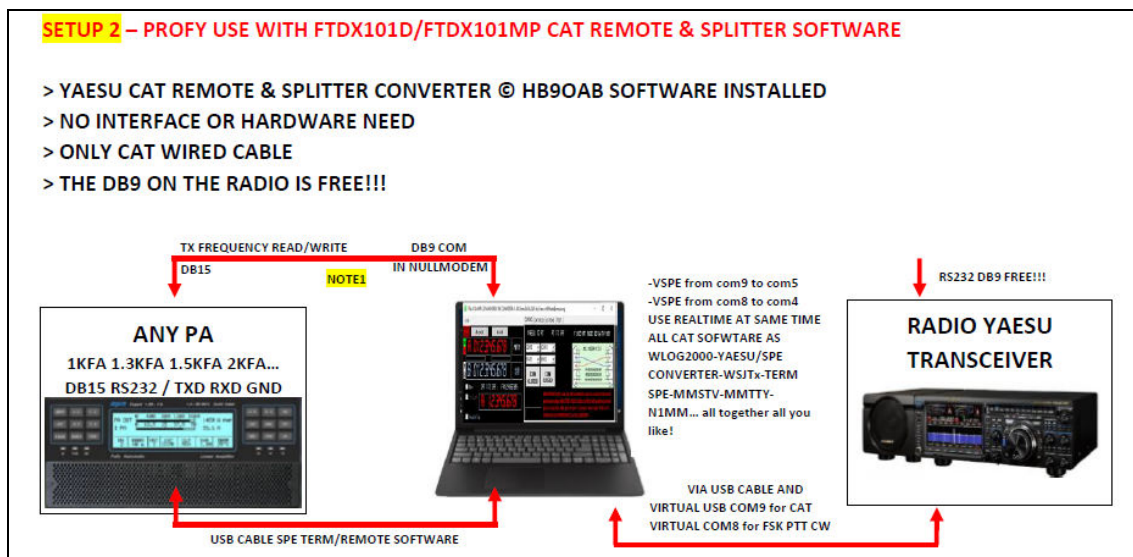 SETUP 2 – PROFY USE WITH FTDX101D/FTDX101MP CAT REMOTE & SPLITTER SOFTWARE
> YAESU CAT REMOTE & SPLITTER CONVERTER © HB9OAB SOFTWARE INSTALLED
> NO INTERFACE OR HARDWARE NEED
> ONLY CAT WIRED CABLE
> THE DB9 ON THE RADIO IS FREE!!!
TX FREQUENCY READ/WRITE
DB15
NOTE1
DB9 COM
IN NULLMODEM
ANY PA
1KFA 1.3KFA 1.5KFA 2KFA...
DB15 RS232 / TXD RXD GND
-VSPE from com9 to com5
-VSPE from com8 to com4
USE REALTIME AT SAME TIME
ALL CAT SOFWTARE AS
WLOG2000-YAESU/SPE
CONVERTER-WSJTx-TERM
SPE-MMSTV-MMTTY-
N1MM... all together all you
like!
RS232 DB9 FREE!!!
RADIO YAESU
TRANSCEIVER
VIA USB CABLE AND
VIRTUAL USB COM9 for CAT
VIRTUAL COM8 for FSK PTT CW
USB CABLE SPE TERM/REMOTE SOFTWARE